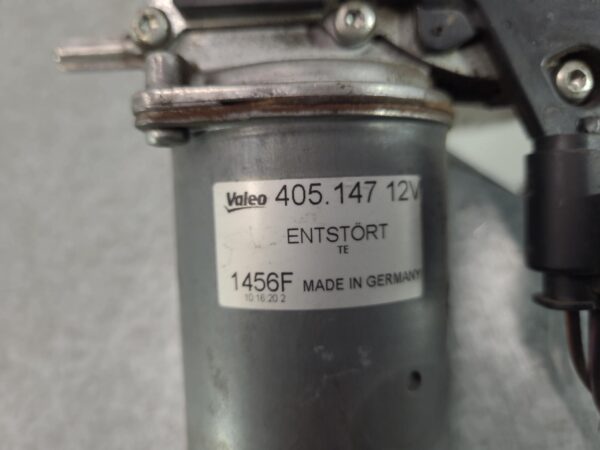 Valeo 405.147 12V
ENTSTÖRT
TE
1456F MADE IN GERMANY
10:16:20 2